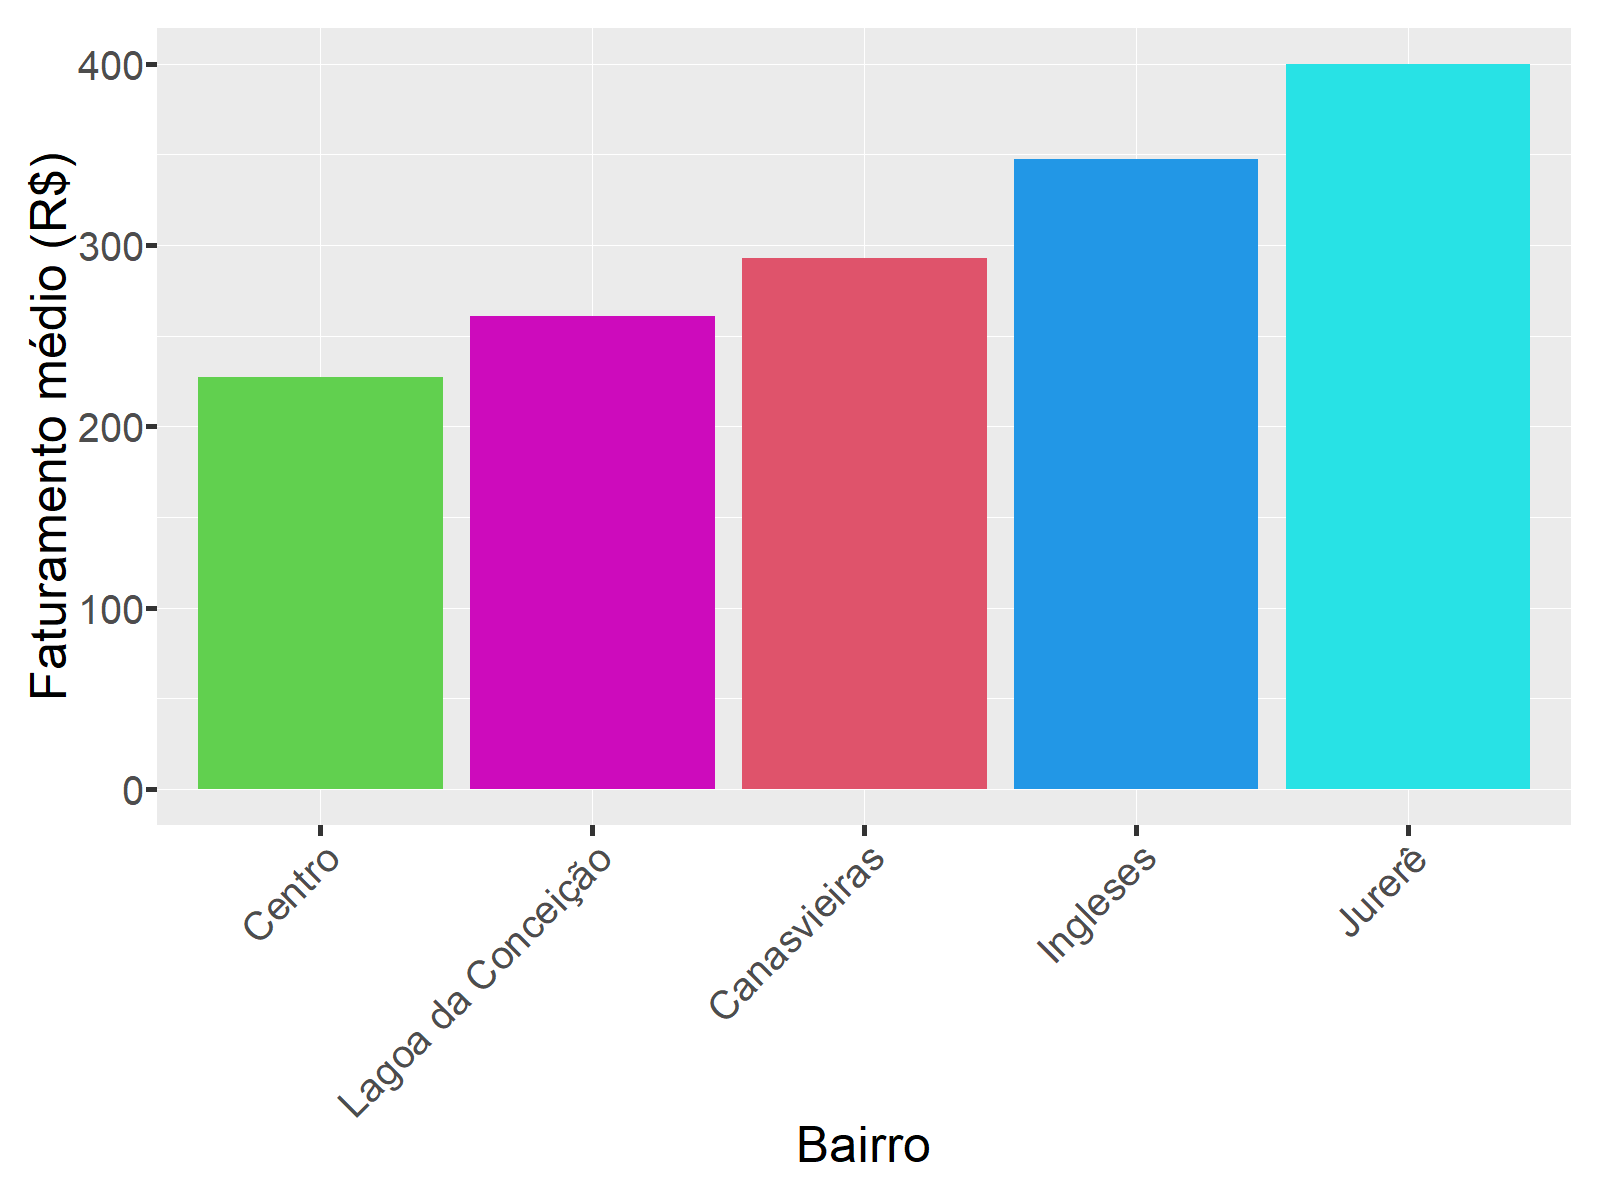 Faturamento médio (R$)
400
300
200
100
0
Centro
Lagoa da Conceição
Canasvieiras
Ingleses
Jurerê
Bairro